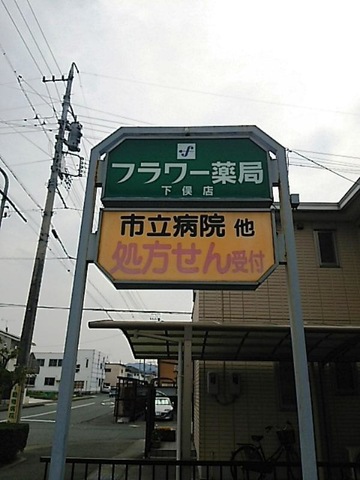 フラワー薬局
下俣店
市立病院 他
処方せん受付